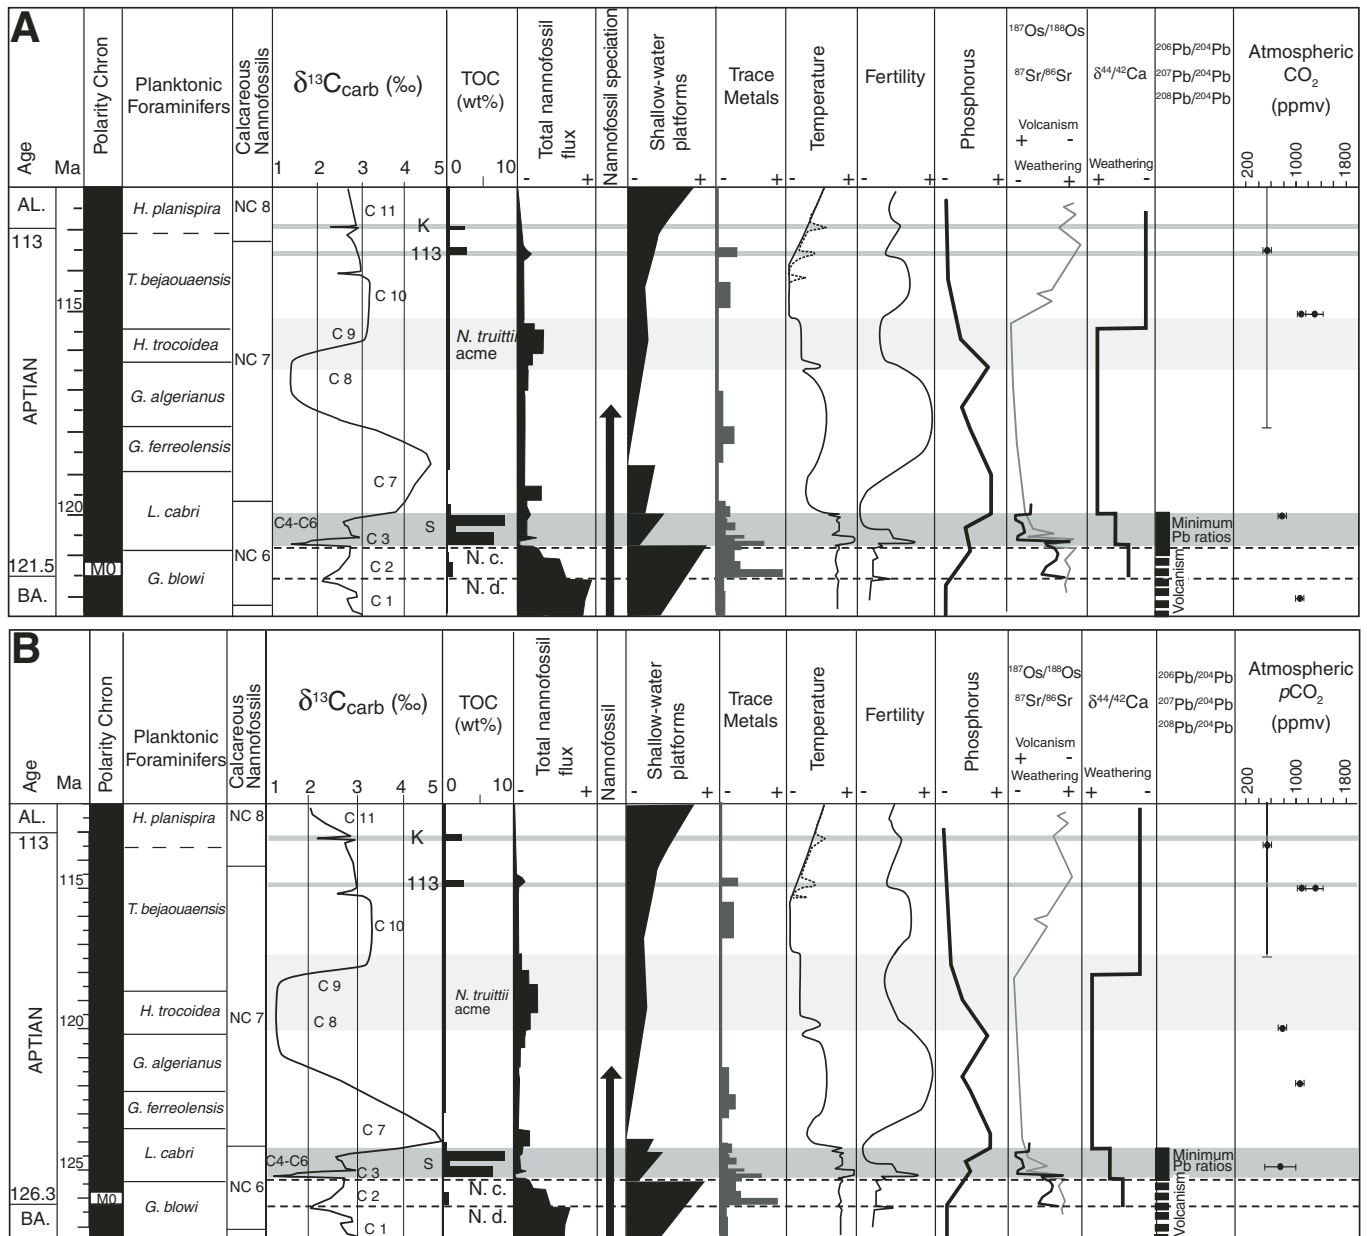 A
Age
Ma
Polarity Chron
Planktonic
Foraminifers
Calcareous
Nannofossils
δ13Ccarb (‰)
1 2 3 4 5
TOC
(wt%)
0 10
Total nannofossil
flux
- +
Nannofossil speciation
Shallow-water
platforms
- +
Trace
Metals
- +
Temperature
- +
Fertility
- +
Phosphorus
- +
187Os/188Os
87Sr/86Sr
Volcanism
+ -
Weathering
- +
δ44/42Ca
Weathering
+ -
206Pb/204Pb
207Pb/204Pb
208Pb/204Pb
Atmospheric
CO2
(ppmv)
200 1000 1800
AL.
113
APTIAN
121.5
BA.
115
120
M0
H. planispira
T. bejaouaensis
H. trocoidea
G. algerianus
G. ferreolensis
L. cabri
G. blowi
NC 8
NC 7
NC 6
C 11
C 10
C 9
C 8
C 7
C4-C6
C 3
C 2
C 1
K
113
N. truittii
acme
S
N. c.
N. d.
Minimum
Pb ratios
Volcanism
B
Age
Ma
Polarity Chron
Planktonic
Foraminifers
Calcareous
Nannofossils
δ13Ccarb (‰)
1 2 3 4 5
TOC
(wt%)
0 10
Total nannofossil
flux
- +
Nannofossil
Shallow-water
platforms
- +
Trace
Metals
- +
Temperature
- +
Fertility
- +
Phosphorus
- +
187Os/188Os
87Sr/86Sr
Volcanism
+ -
Weathering
- +
δ44/42Ca
Weathering
+ -
206Pb/204Pb
207Pb/204Pb
208Pb/204Pb
Atmospheric
pCO2
(ppmv)
200 1000 1800
AL.
113
APTIAN
126.3
BA.
115
120
125
M0
H. planispira
T. bejaouaensis
H. trocoidea
G. algerianus
G. ferreolensis
L. cabri
G. blowi
NC 8
NC 7
NC 6
C 11
C 10
C 9
C 8
C 7
C4-C6
C 3
C 2
C 1
K
113
N. truittii
acme
S
N. c.
N. d.
Minimum
Pb ratios
Volcanism